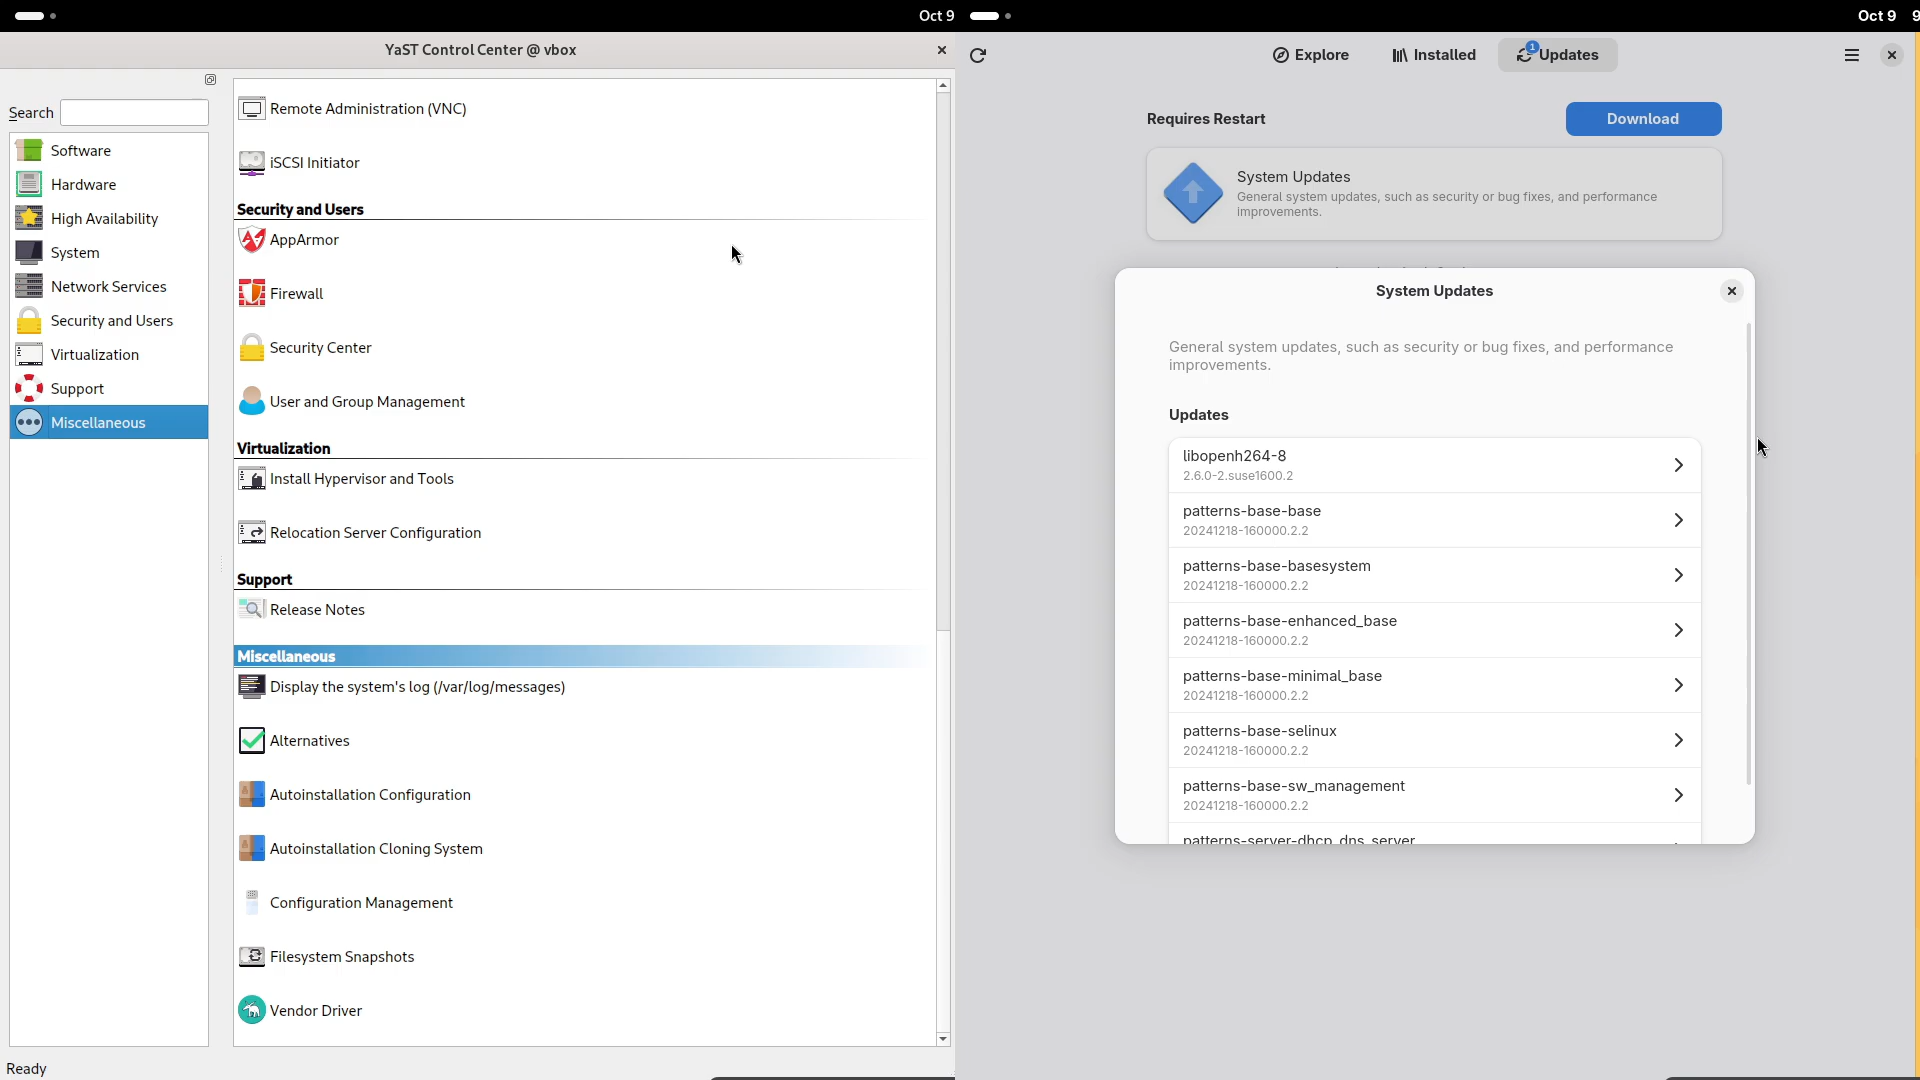 Oct 9
YaST Control Center @ vbox
Search
Software
Hardware
High Availability
System
Network Services
Security and Users
Virtualization
Support
Miscellaneous
Remote Administration (VNC)
iSCSI Initiator
Security and Users
AppArmor
Firewall
Security Center
User and Group Management
Virtualization
Install Hypervisor and Tools
Relocation Server Configuration
Support
Release Notes
Miscellaneous
Display the system's log (/var/log/messages)
Alternatives
Autoinstallation Configuration
Autoinstallation Cloning System
Configuration Management
Filesystem Snapshots
Vendor Driver
Ready
Oct 9 9
Explore
Installed
1
Updates
Requires Restart
Download
System Updates
General system updates, such as security or bug fixes, and performance
improvements.
System Updates
General system updates, such as security or bug fixes, and performance
improvements.
Updates
libopenh264-8
2.6.0-2.suse1600.2
patterns-base-base
20241218-160000.2.2
patterns-base-basesystem
20241218-160000.2.2
patterns-base-enhanced_base
20241218-160000.2.2
patterns-base-minimal_base
20241218-160000.2.2
patterns-base-selinux
20241218-160000.2.2
patterns-base-sw_management
20241218-160000.2.2
patterns-server-dhcp_dns_server